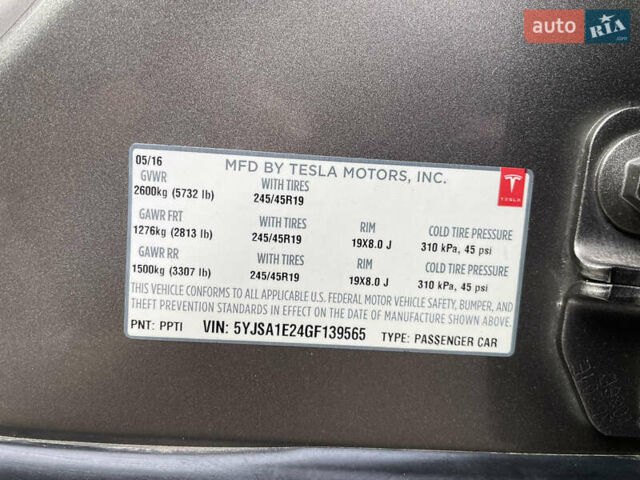 auto RIA
.com
05/16 MFD BY TESLA MOTORS, INC.
GVWR WITH TIRES
2600kg (5732 lb) 245/45R19
TESLA
GAWR FRT WITH TIRES RIM COLD TIRE PRESSURE
1276kg (2813 lb) 245/45R19 19X8.0 J 310 kPa, 45 psi
GAWR RR WITH TIRES RIM COLD TIRE PRESSURE
1500kg (3307 lb) 245/45R19 19X8.0 J 310 kPa, 45 psi
THIS VEHICLE CONFORMS TO ALL APPLICABLE U.S. FEDERAL MOTOR VEHICLE SAFETY, BUMPER, AND
THEFT PREVENTION STANDARDS IN EFFECT ON THE DATE OF MANUFACTURE SHOWN ABOVE.
PNT: PPTI VIN: 5YJSA1E24GF139565 TYPE: PASSENGER CAR